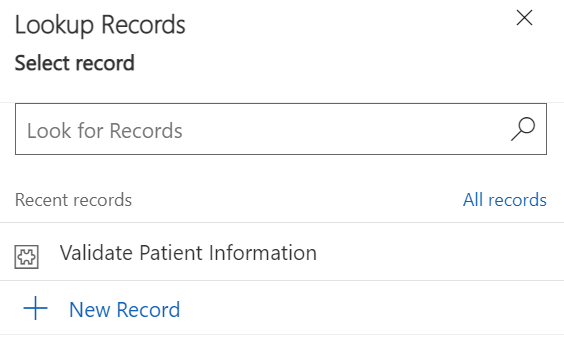 Lookup Records
Select record
Look for Records
Recent records All records
Validate Patient Information
New Record